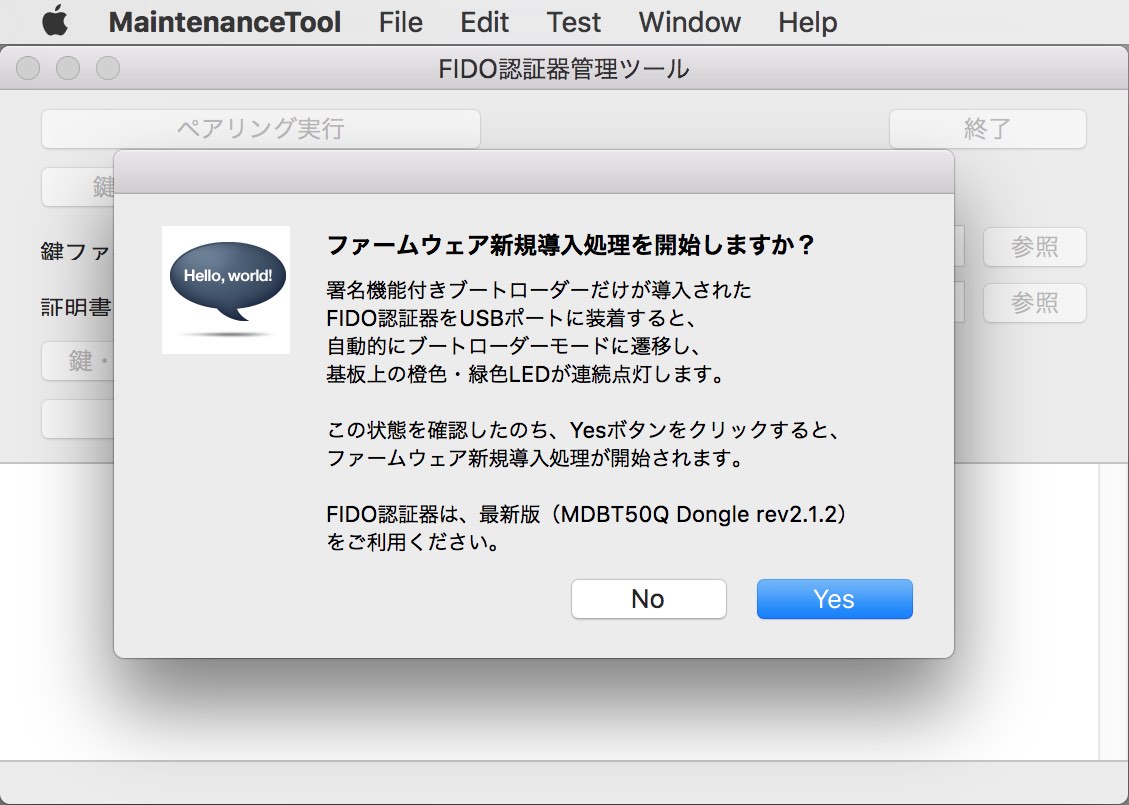 MaintenanceTool File Edit Test Window Help
FIDO認証器管理ツール
ペアリング実行
終了
鍵
鍵ファ
参照
証明書
参照
鍵・
Hello, world!
ファームウェア新規導入処理を開始しますか？
署名機能付きブートローダーだけが導入された
FIDO認証器をUSBポートに装着すると、
自動的にブートローダーモードに遷移し、
基板上の橙色・緑色LEDが連続点灯します。
この状態を確認したのち、Yesボタンをクリックすると、
ファームウェア新規導入処理が開始されます。
FIDO認証器は、最新版（MDBT50Q Dongle rev2.1.2）
をご利用ください。
No
Yes